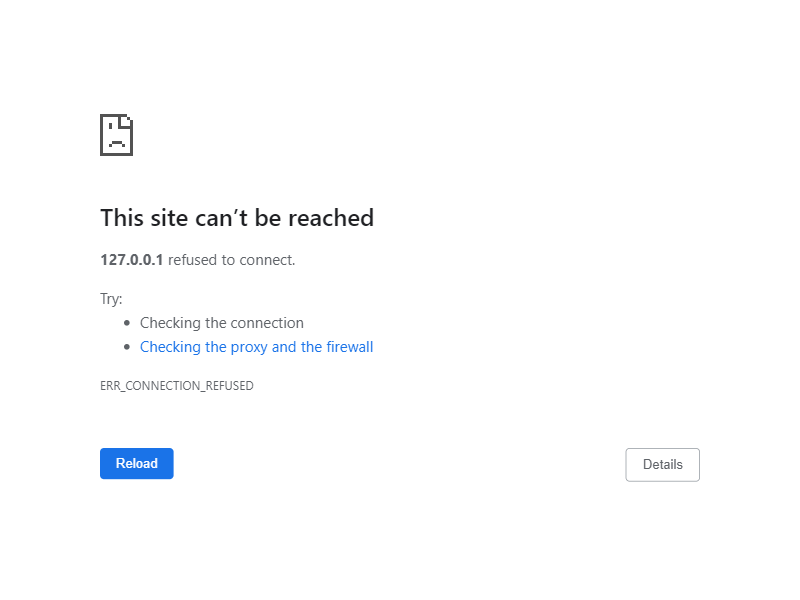 This site can’t be reached
127.0.0.1 refused to connect.
Try:
Checking the connection
Checking the proxy and the firewall
ERR_CONNECTION_REFUSED
Reload
Details